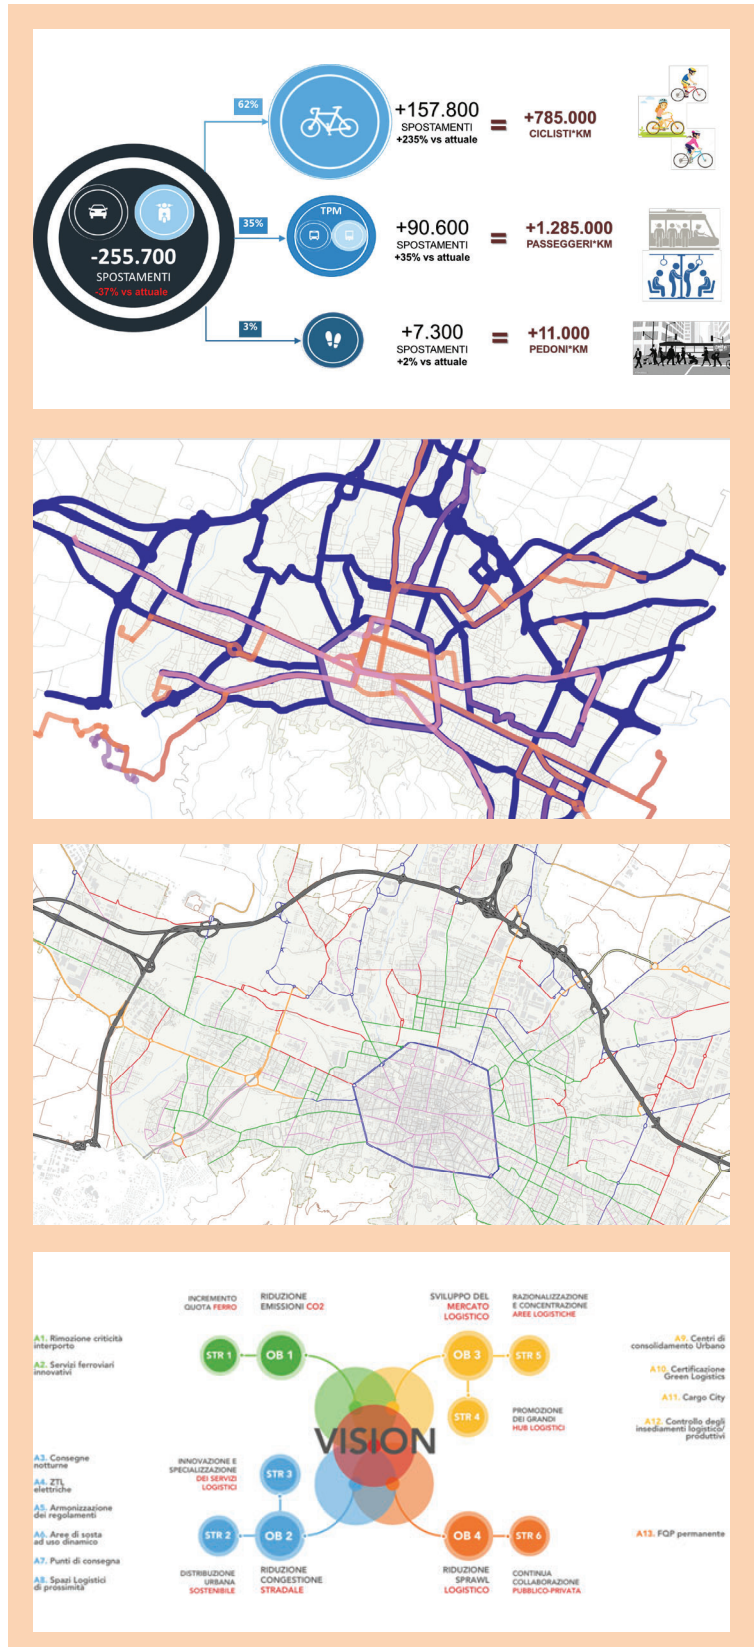 62%
+157.800
SPOSTAMENTI
+235% vs attuale
=
+785.000
CICLISTI*KM
-255.700
SPOSTAMENTI
-37% vs attuale
35%
TPM
+90.600
SPOSTAMENTI
+35% vs attuale
=
+1.285.000
PASSEGGERI*KM
3%
+7.300
SPOSTAMENTI
+2% vs attuale
=
+11.000
PEDONI*KM
INCREMENTO
QUOTA FERRO
RIDUZIONE
EMISSIONI CO2
SVILUPPO DEL
MERCATO
LOGISTICO
RAZIONALIZZAZIONE
E CONCENTRAZIONE
AREE LOGISTICHE
A1. Rimozione criticità
interporto
A2. Servizi ferroviari
innovativi
STR 1
OB 1
OB 3
STR 5
A9. Centri di
consolidamento Urbano
A10. Certificazione
Green Logistics
A11. Cargo City
A12. Controllo degli
insediamenti logistico/
produttivi
STR 4
PROMOZIONE
DEI GRANDI
HUB LOGISTICI
VISION
A3. Consegne
notturne
A4. ZTL
elettriche
A5. Armonizzazione
dei regolamenti
A6. Aree di sosta
ad uso dinamico
A7. Punti di consegna
A8. Spazi Logistici
di prossimità
INNOVAZIONE E
SPECIALIZZAZIONE
DEI SERVIZI
LOGISTICI
STR 3
STR 2
OB 2
OB 4
STR 6
A13. FQP permanente
DISTRIBUZIONE
URBANA
SOSTENIBILE
RIDUZIONE
CONGESTIONE
STRADALE
RIDUZIONE
SPRAWL
LOGISTICO
CONTINUA
COLLABORAZIONE
PUBBLICO-PRIVATA